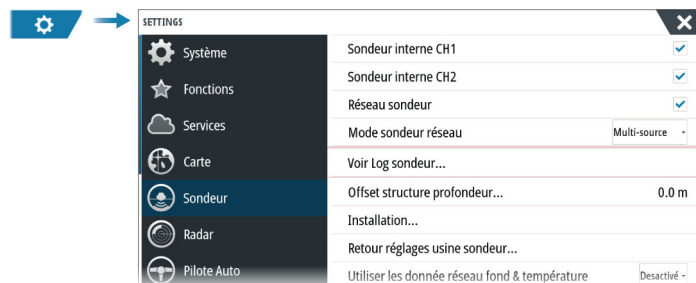 SETTINGS
Système
Fonctions
Services
Carte
Sondeur
Radar
Pilote Auto
Sondeur interne CH1
Sondeur interne CH2
Réseau sondeur
Mode sondeur réseau Multi-source
Voir Log sondeur...
Offset structure profondeur... 0.0 m
Installation...
Retour réglages usine sondeur...
Utiliser les donnée réseau fond & température Desactivé